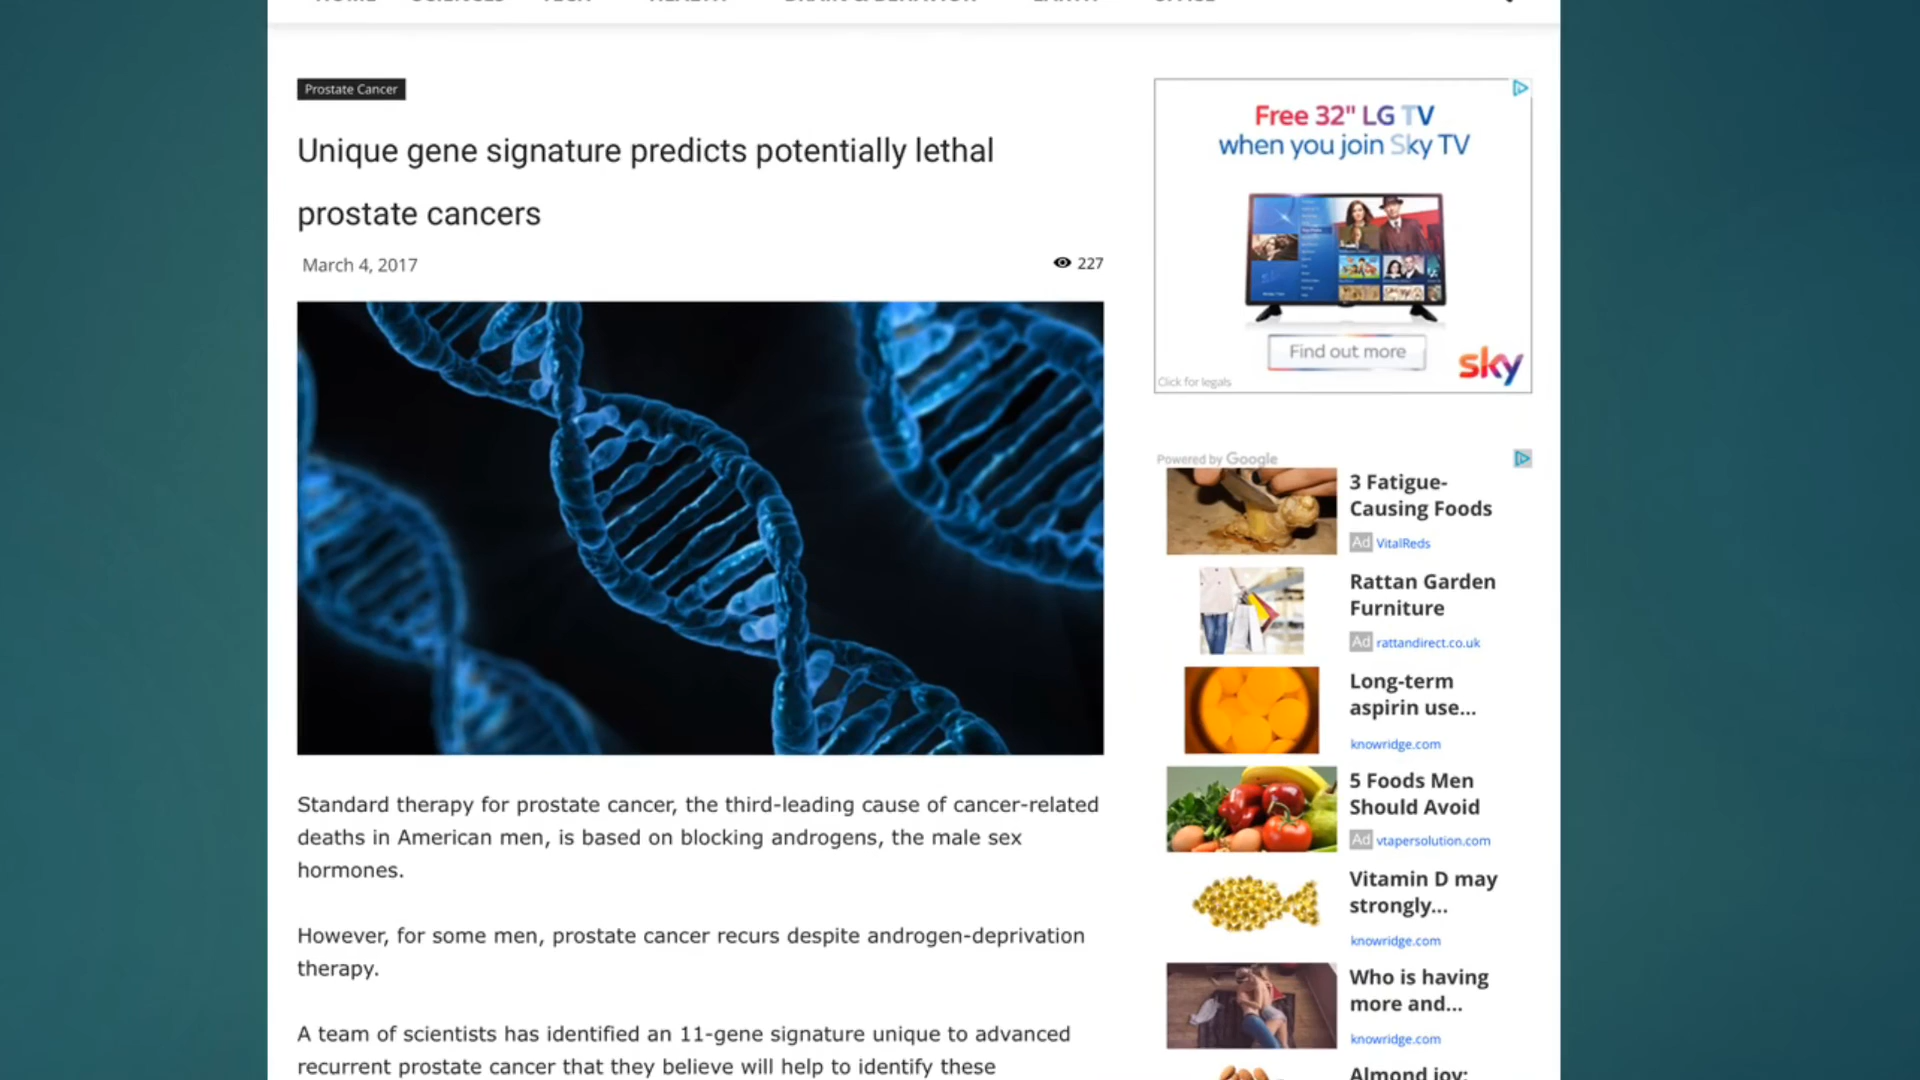 Prostate Cancer
Unique gene signature predicts potentially lethal
prostate cancers
March 4, 2017
227
Standard therapy for prostate cancer, the third-leading cause of cancer-related
deaths in American men, is based on blocking androgens, the male sex
hormones.
However, for some men, prostate cancer recurs despite androgen-deprivation
therapy.
A team of scientists has identified an 11-gene signature unique to advanced
recurrent prostate cancer that they believe will help to identify these
Free 32" LG TV
when you join Sky TV
Find out more
sky
Click for legals
Powered by Google
3 Fatigue-
Causing Foods
Ad VitalReds
Rattan Garden
Furniture
Ad rattandirect.co.uk
Long-term
aspirin use...
knowridge.com
5 Foods Men
Should Avoid
Ad vtapersolution.com
Vitamin D may
strongly...
knowridge.com
Who is having
more and...
knowridge.com
Almond joy: